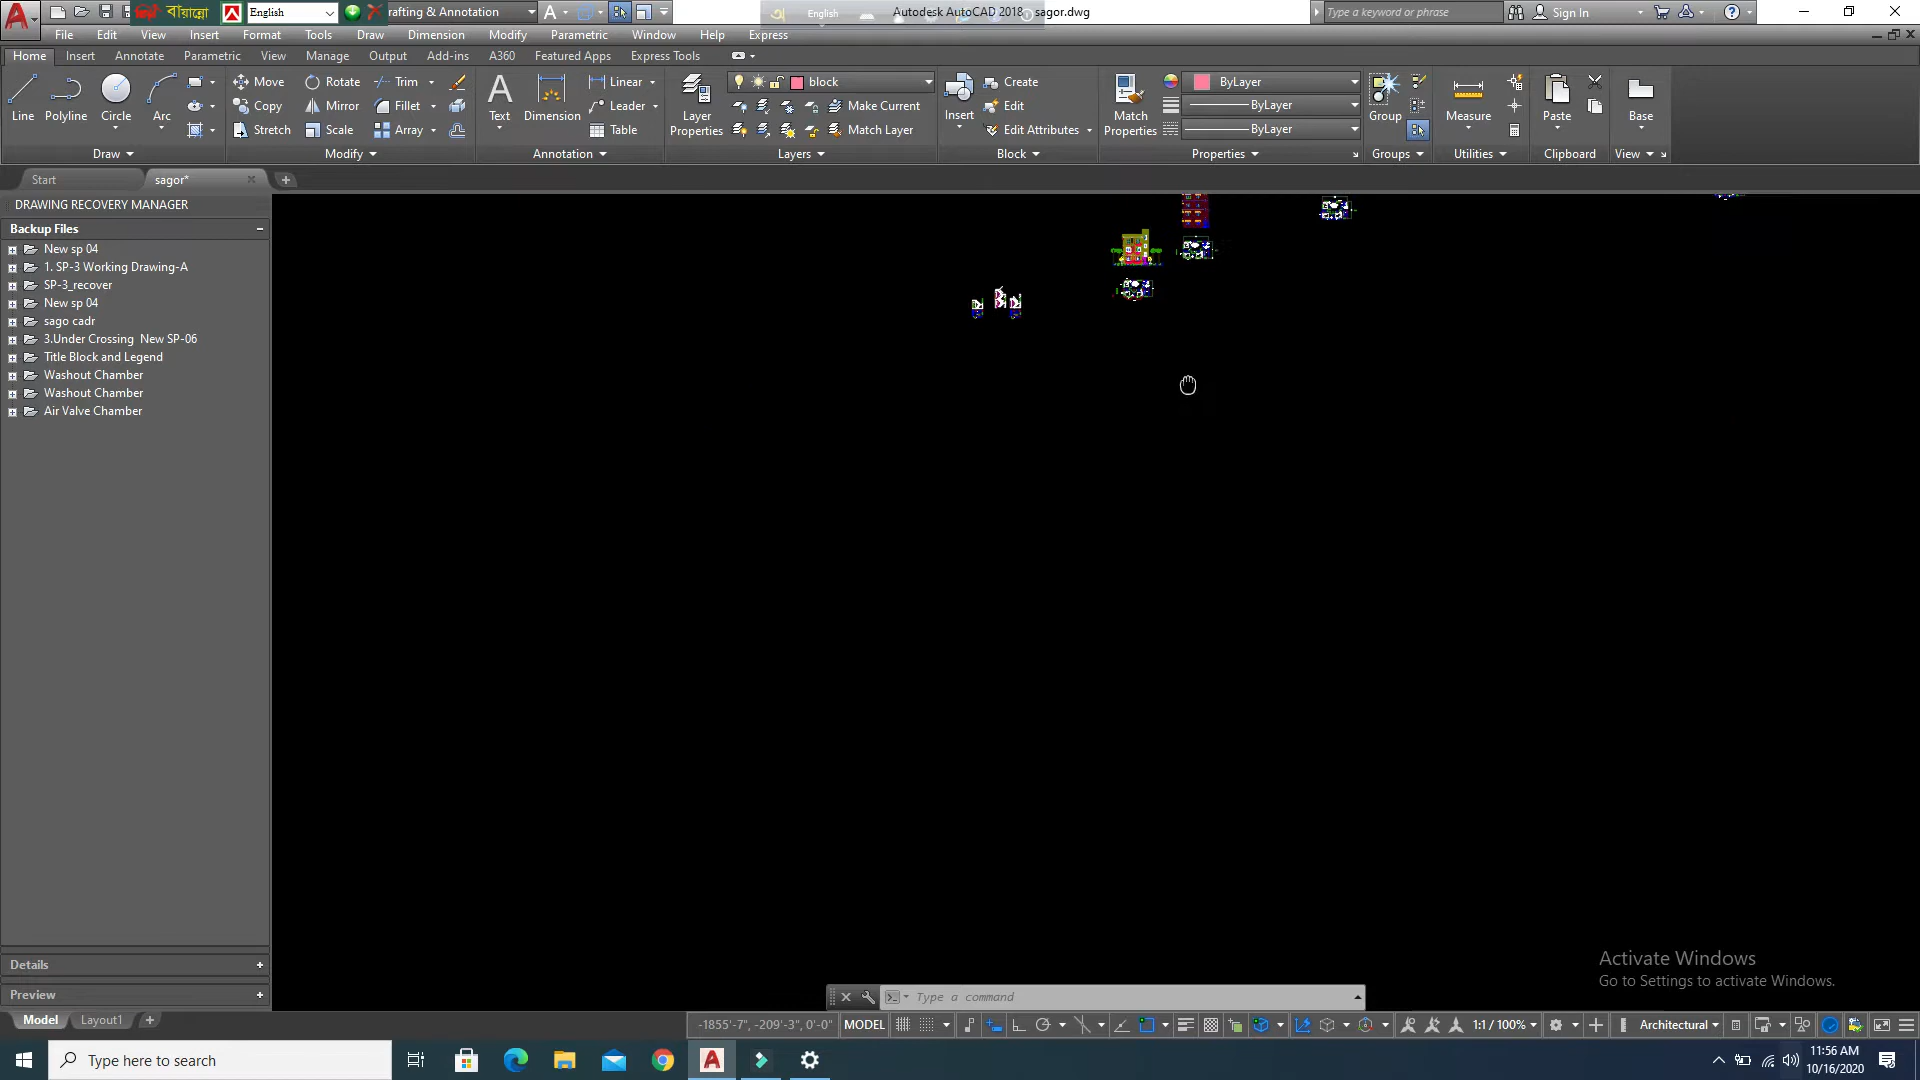 বায়ান্নো English rafting & Annotation English Autodesk AutoCAD 2018 sagor.dwg Type a keyword or phrase Sign In
File Edit View Insert Format Tools Draw Dimension Modify Parametric Window Help Express
Home Insert Annotate Parametric View Manage Output Add-ins A360 Featured Apps Express Tools
Move Rotate Trim Linear block Create ByLayer
Line Polyline Circle Arc Copy Mirror Fillet Text Dimension Leader Layer Properties Make Current Insert Edit Match Properties ByLayer Group Measure Paste Base
Stretch Scale Array Table Match Layer Edit Attributes ByLayer
Draw Modify Annotation Layers Block Properties Groups Utilities Clipboard View
Start sagor*
DRAWING RECOVERY MANAGER
Backup Files
New sp 04
1. SP-3 Working Drawing-A
SP-3_recover
New sp 04
sago cadr
3.Under Crossing New SP-06
Title Block and Legend
Washout Chamber
Washout Chamber
Air Valve Chamber
Activate Windows
Go to Settings to activate Windows.
Details
Preview
Type a command
Model Layout1
-1855'-7", -209'-3", 0'-0" MODEL 1:1 / 100% Architectural
Type here to search
11:56 AM
10/16/2020